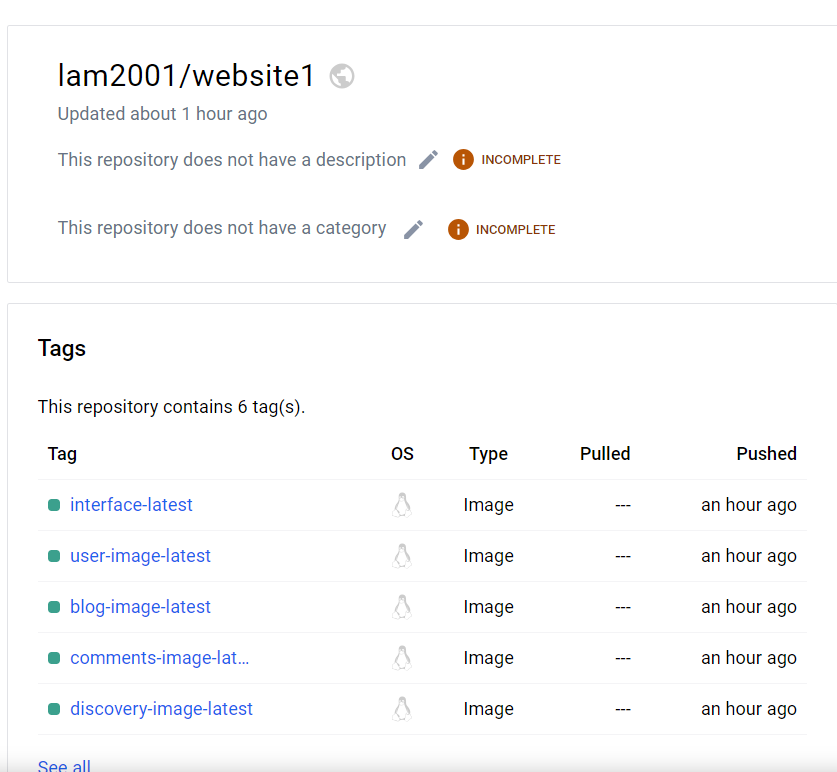 lam2001/website1
Updated about 1 hour ago
This repository does not have a description INCOMPLETE
This repository does not have a category INCOMPLETE
Tags
This repository contains 6 tag(s).
Tag OS Type Pulled Pushed
interface-latest Image --- an hour ago
user-image-latest Image --- an hour ago
blog-image-latest Image --- an hour ago
comments-image-lat... Image --- an hour ago
discovery-image-latest Image --- an hour ago
See all